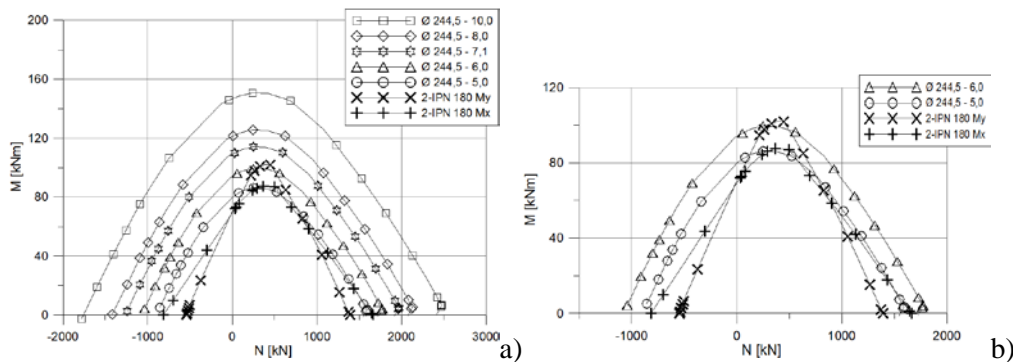 200
160
120
80
40
0
M [kNm]
-2000 -1000 0 1000 2000 3000
N [kN]
Ø 244,5 - 10,0
Ø 244,5 - 8,0
Ø 244,5 - 7,1
Ø 244,5 - 6,0
Ø 244,5 - 5,0
2-IPN 180 My
2-IPN 180 Mx
a)
120
80
40
0
M [kNm]
-1000 0 1000 2000
N [kN]
Ø 244,5 - 6,0
Ø 244,5 - 5,0
2-IPN 180 My
2-IPN 180 Mx
b)